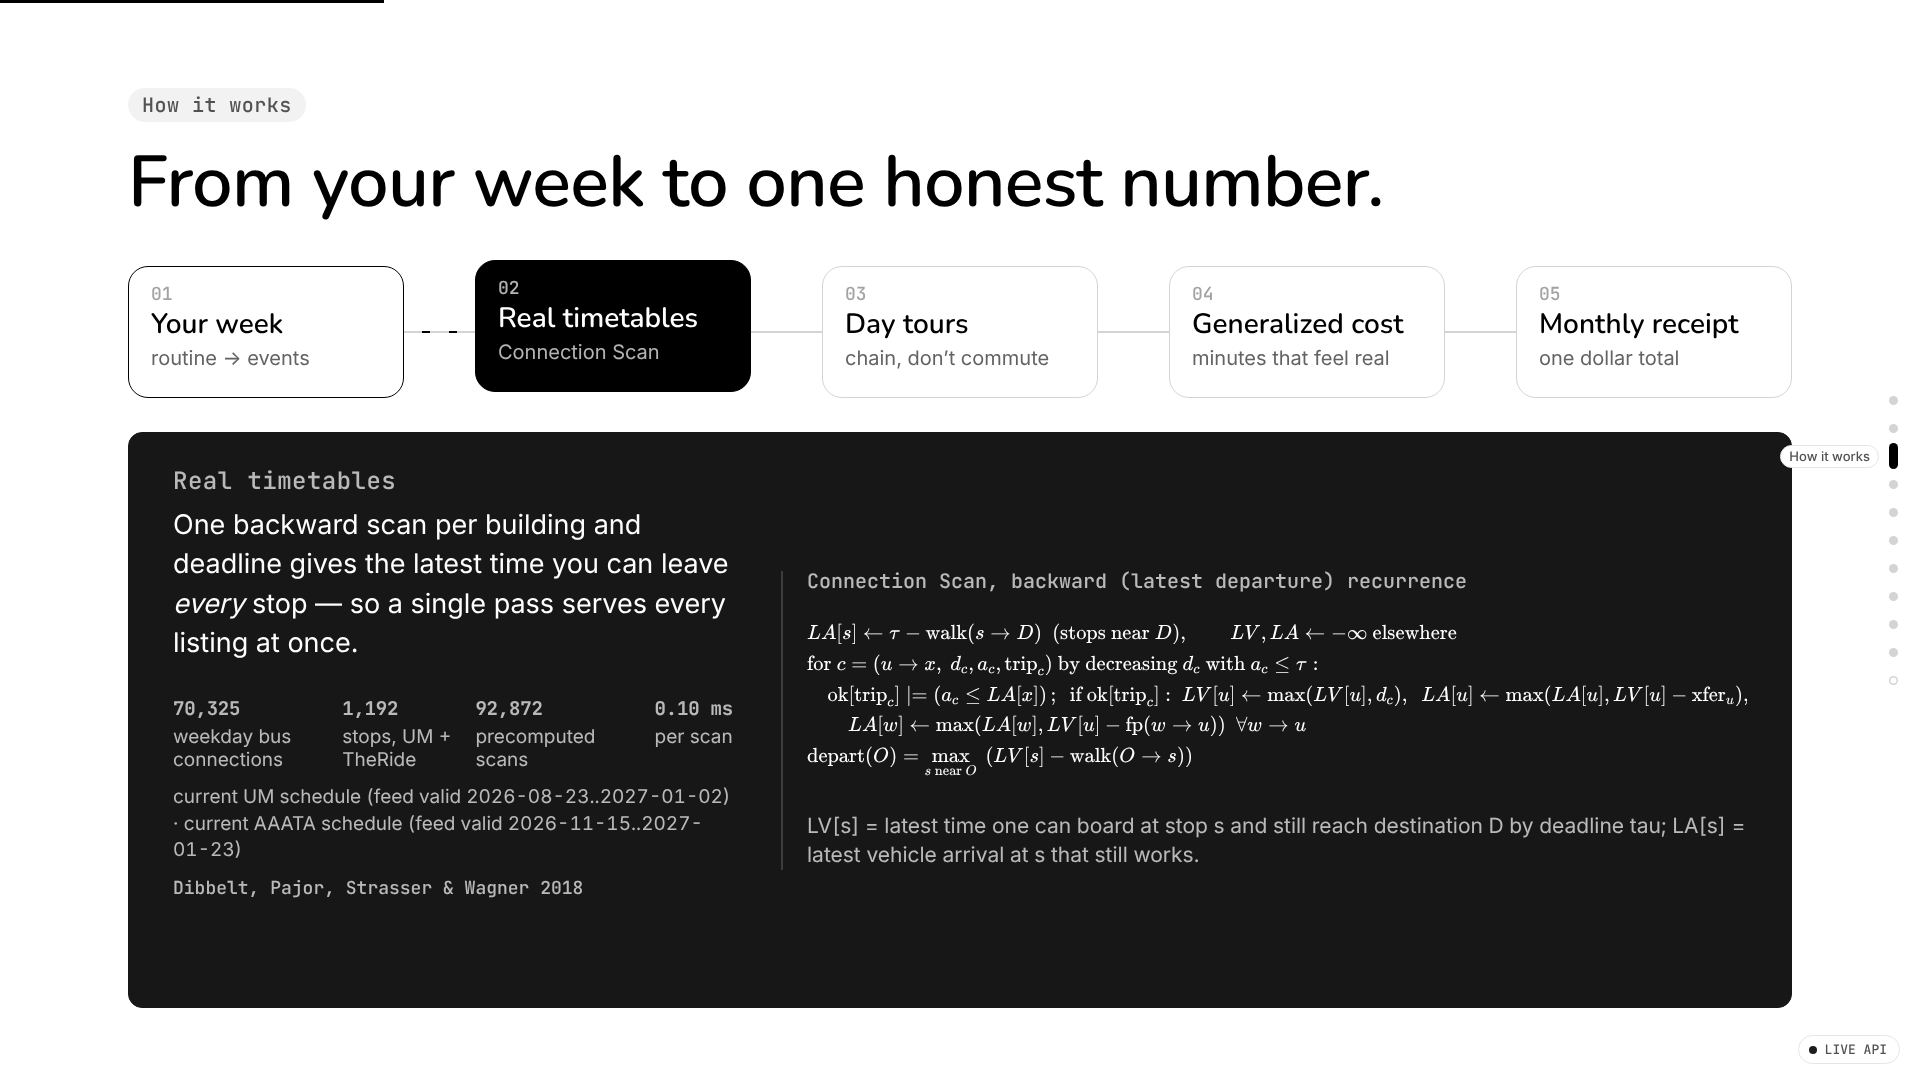 How it works
From your week to one honest number.
01
Your week
routine → events
02
Real timetables
Connection Scan
03
Day tours
chain, don’t commute
04
Generalized cost
minutes that feel real
05
Monthly receipt
one dollar total
How it works
Real timetables
One backward scan per building and
deadline gives the latest time you can leave
every stop — so a single pass serves every
listing at once.
70,325
weekday bus
connections
1,192
stops, UM +
TheRide
92,872
precomputed
scans
0.10 ms
per scan
current UM schedule (feed valid 2026-08-23..2027-01-02)
· current AAATA schedule (feed valid 2026-11-15..2027-
01-23)
Dibbelt, Pajor, Strasser & Wagner 2018
Connection Scan, backward (latest departure) recurrence
LA[s] ← τ − walk(s → D) (stops near D), LV, LA ← −∞ elsewhere
for c = (u → x, d_c, a_c, trip_c) by decreasing d_c with a_c ≤ τ :
ok[trip_c] |= (a_c ≤ LA[x]) ; if ok[trip_c] : LV[u] ← max(LV[u], d_c), LA[u] ← max(LA[u], LV[u] − xfer_u),
LA[w] ← max(LA[w], LV[u] − fp(w → u)) ∀w → u
depart(O) = max_{s near O} (LV[s] − walk(O → s))
LV[s] = latest time one can board at stop s and still reach destination D by deadline tau; LA[s] =
latest vehicle arrival at s that still works.
LIVE API